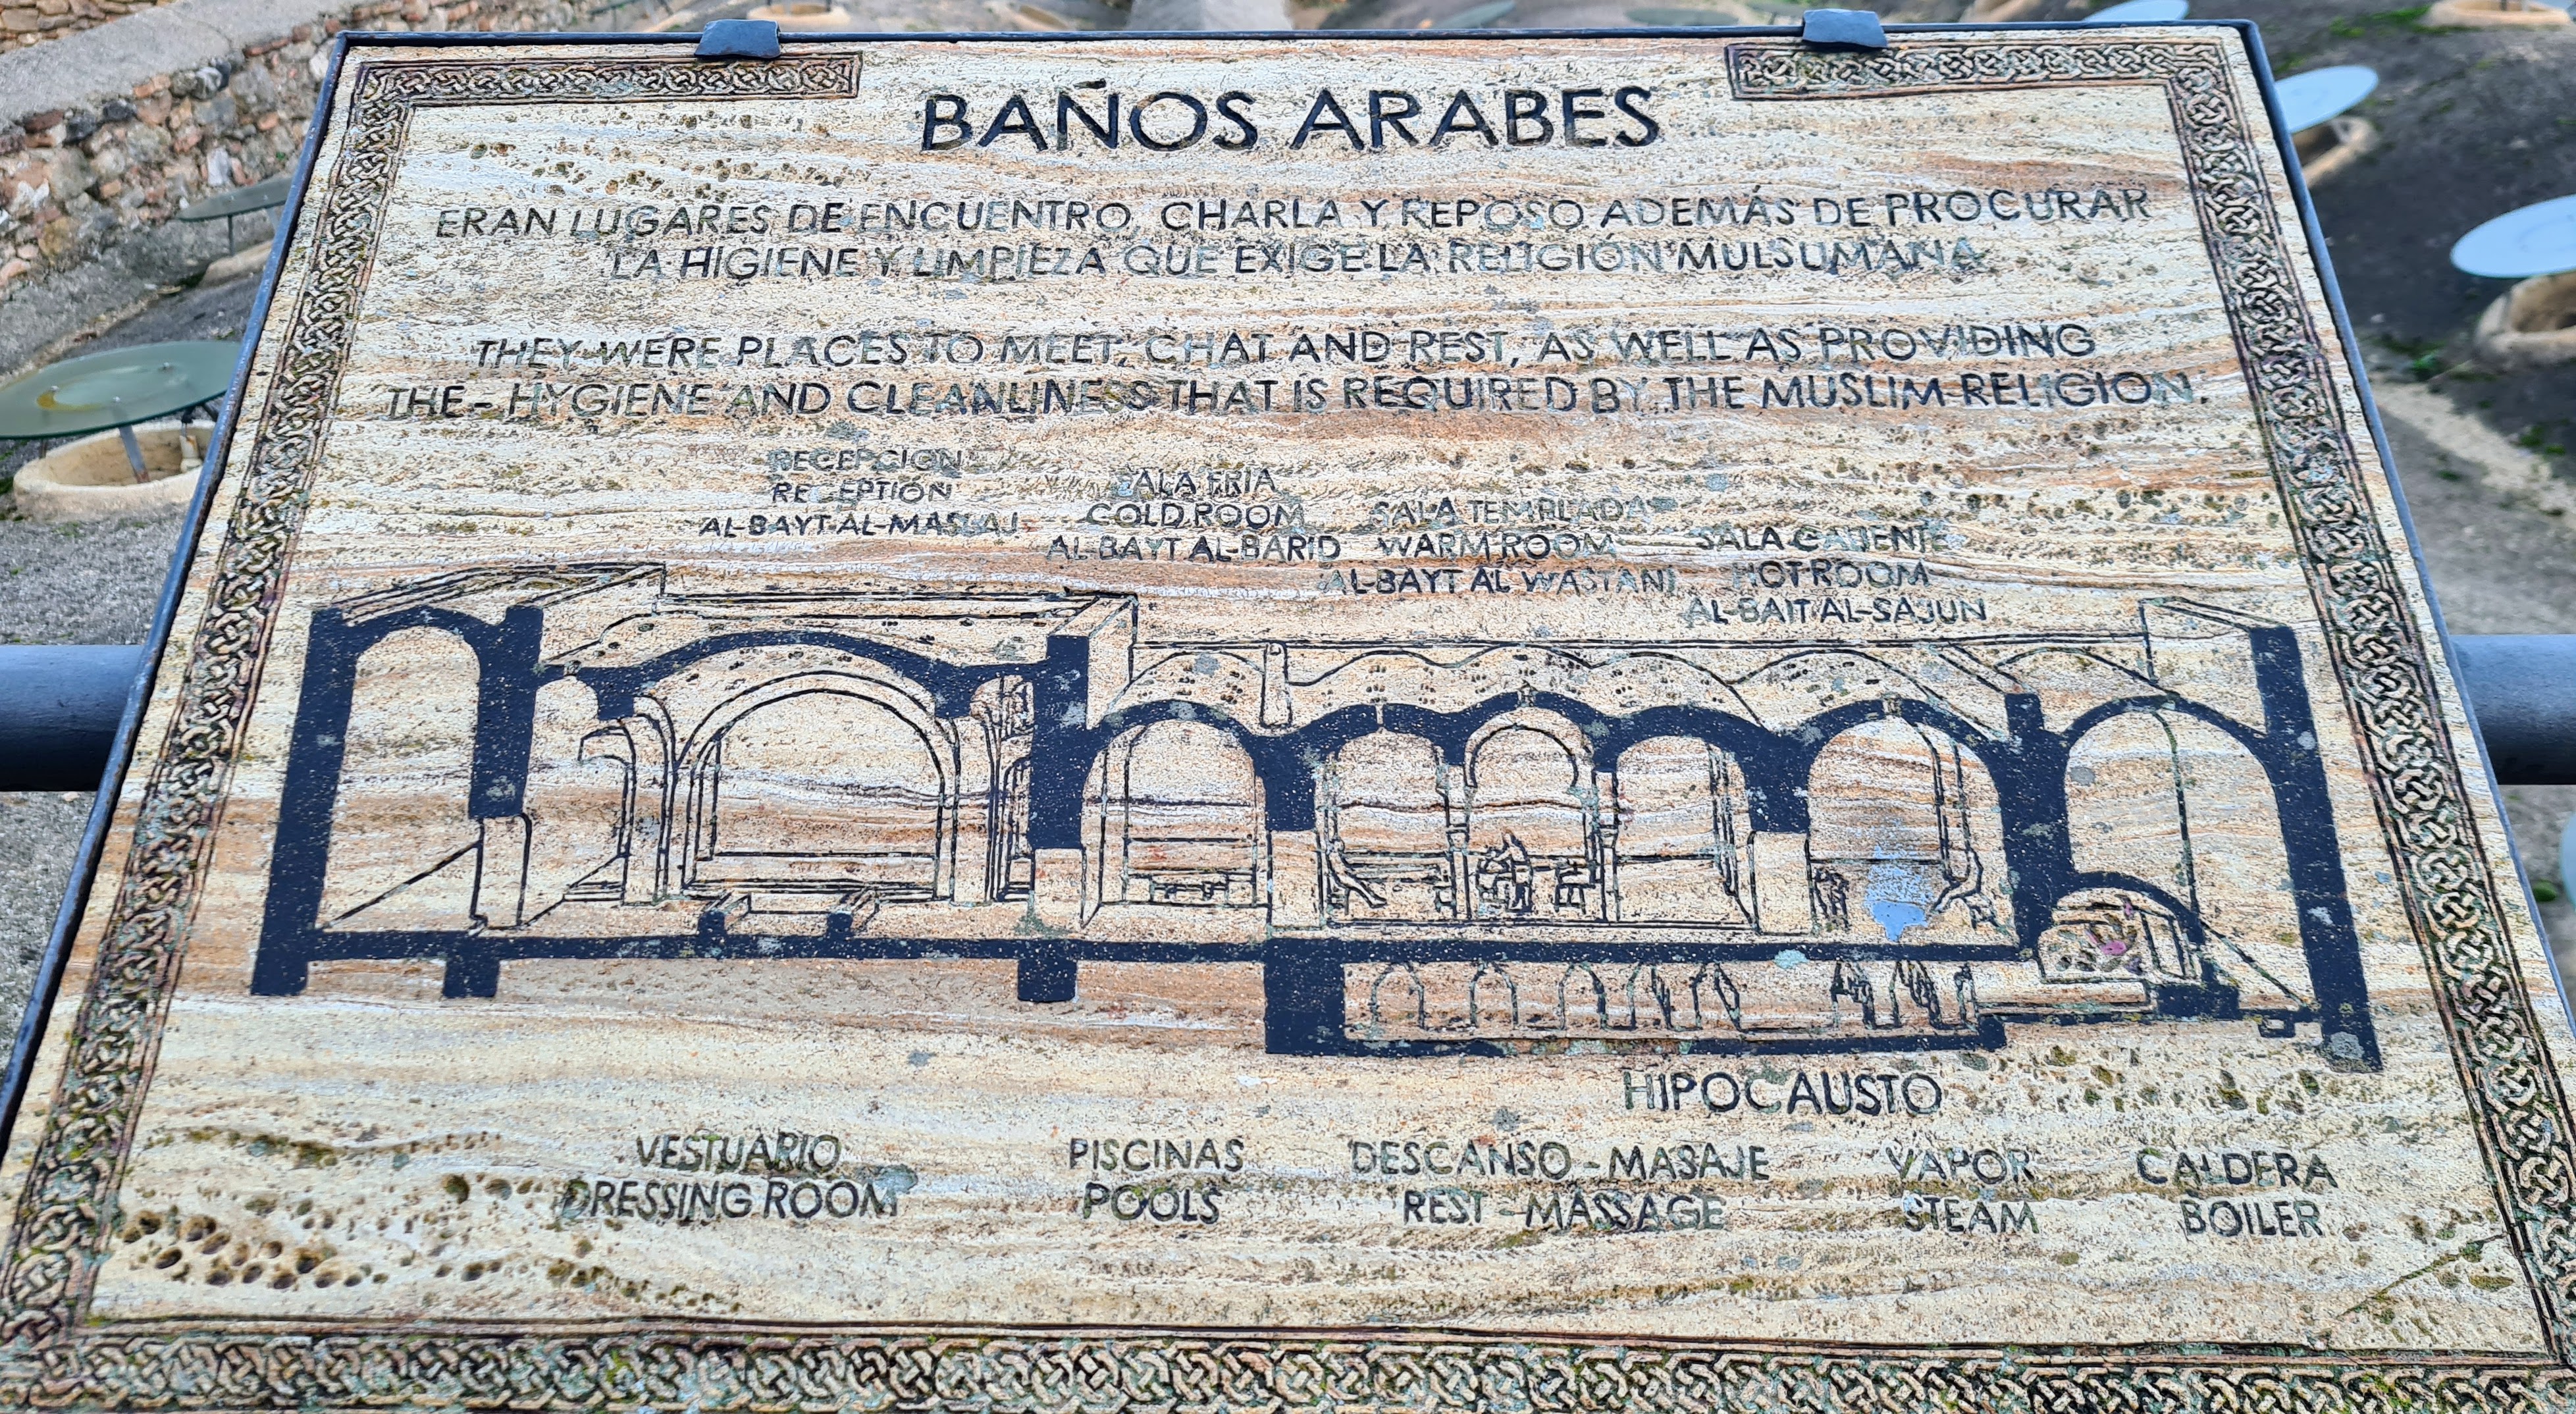 BAÑOS ARABES
ERAN LUGARES DE ENCUENTRO, CHARLA Y REPOSO ADEMÁS DE PROCURAR
LA HIGIENE Y LIMPIEZA QUE EXIGE LA RELIGIÓN MULSUMANA
THEY WERE PLACES TO MEET, CHAT AND REST, AS WELL AS PROVIDING
THE - HYGIENE AND CLEANLINESS THAT IS REQUIRED BY THE MUSLIM RELIGION.
RECEPCION
RECEPTION
AL-BAYT-AL-MASLAJ
SALA FRIA
COLD ROOM
AL-BAYT AL-BARID
SALA TEMPLADA
WARM ROOM
AL-BAYT AL WASTANI
SALA CALIENTE
HOT ROOM
AL-BAIT AL-SAJUN
HIPOCAUSTO
VESTUARIO
DRESSING ROOM
PISCINAS
POOLS
DESCANSO - MASAJE
REST - MASSAGE
VAPOR
STEAM
CALDERA
BOILER